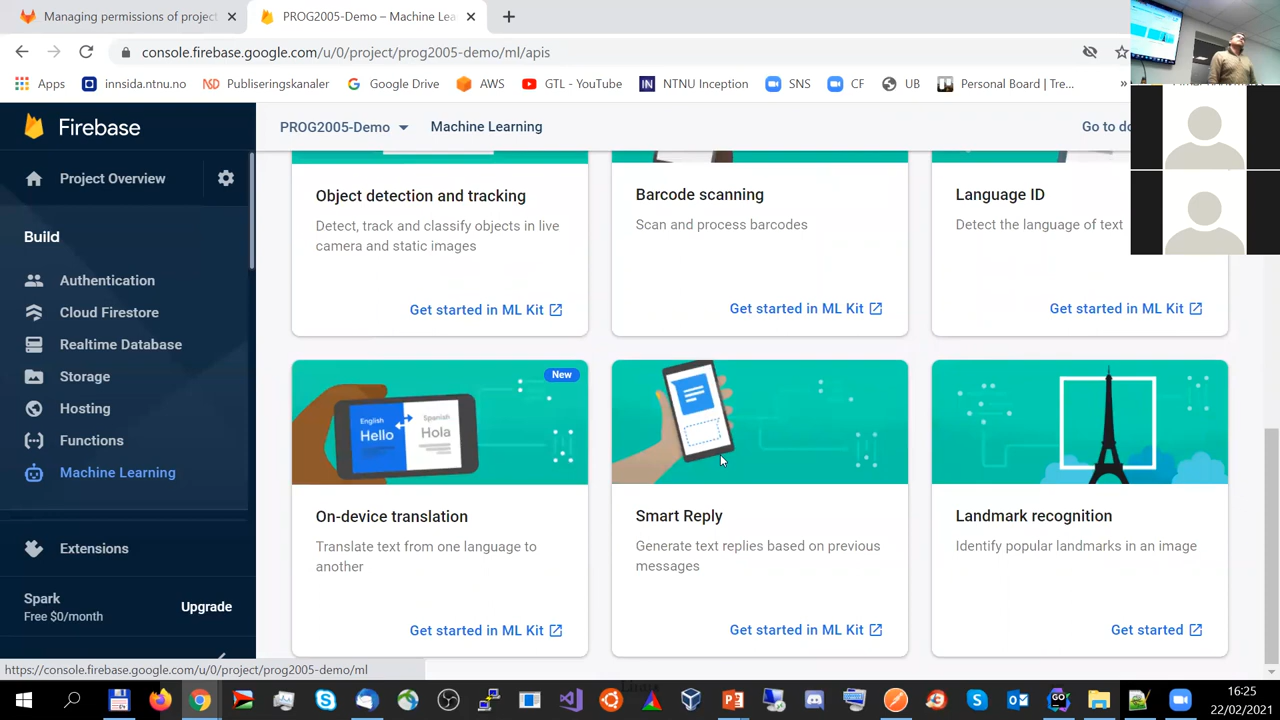 Managing permissions of project
PROG2005-Demo – Machine Lea
console.firebase.google.com/u/0/project/prog2005-demo/ml/apis
Apps
innsida.ntnu.no
NSD
Publiseringskanaler
Google Drive
AWS
GTL - YouTube
IN
NTNU Inception
SNS
CF
UB
Personal Board | Tre...
»
Firebase
PROG2005-Demo
Machine Learning
Go to do
Project Overview
Build
Authentication
Cloud Firestore
Realtime Database
Storage
Hosting
Functions
Machine Learning
Extensions
Spark
Free $0/month
Upgrade
Object detection and tracking
Detect, track and classify objects in live
camera and static images
Get started in ML Kit
Barcode scanning
Scan and process barcodes
Get started in ML Kit
Language ID
Detect the language of text
Get started in ML Kit
New
English
Hello
Spanish
Hola
On-device translation
Translate text from one language to
another
Get started in ML Kit
Smart Reply
Generate text replies based on previous
messages
Get started in ML Kit
Landmark recognition
Identify popular landmarks in an image
Get started
https://console.firebase.google.com/u/0/project/prog2005-demo/ml
16:25
22/02/2021